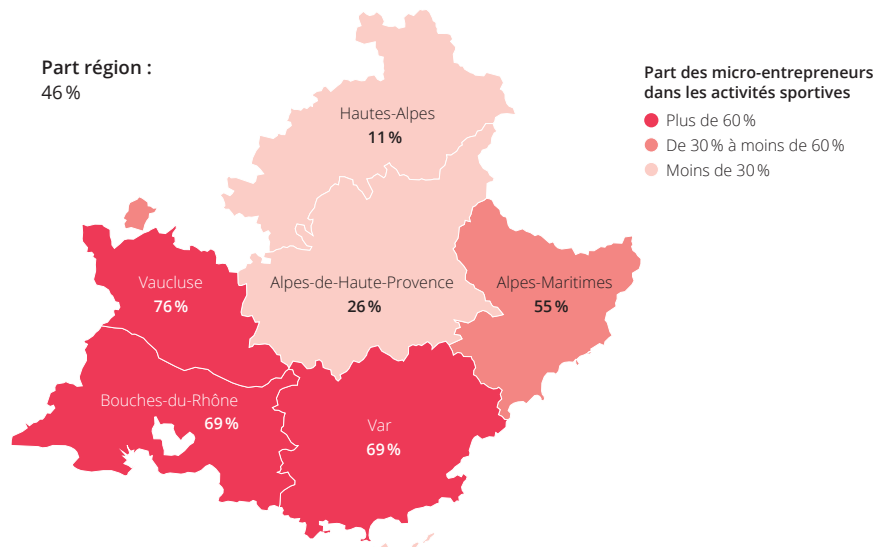 Part région :
46 %
Part des micro-entrepreneurs
dans les activités sportives
Plus de 60 %
De 30 % à moins de 60 %
Moins de 30 %
Hautes-Alpes
11 %
Vaucluse
76 %
Alpes-de-Haute-Provence
26 %
Alpes-Maritimes
55 %
Bouches-du-Rhône
69 %
Var
69 %